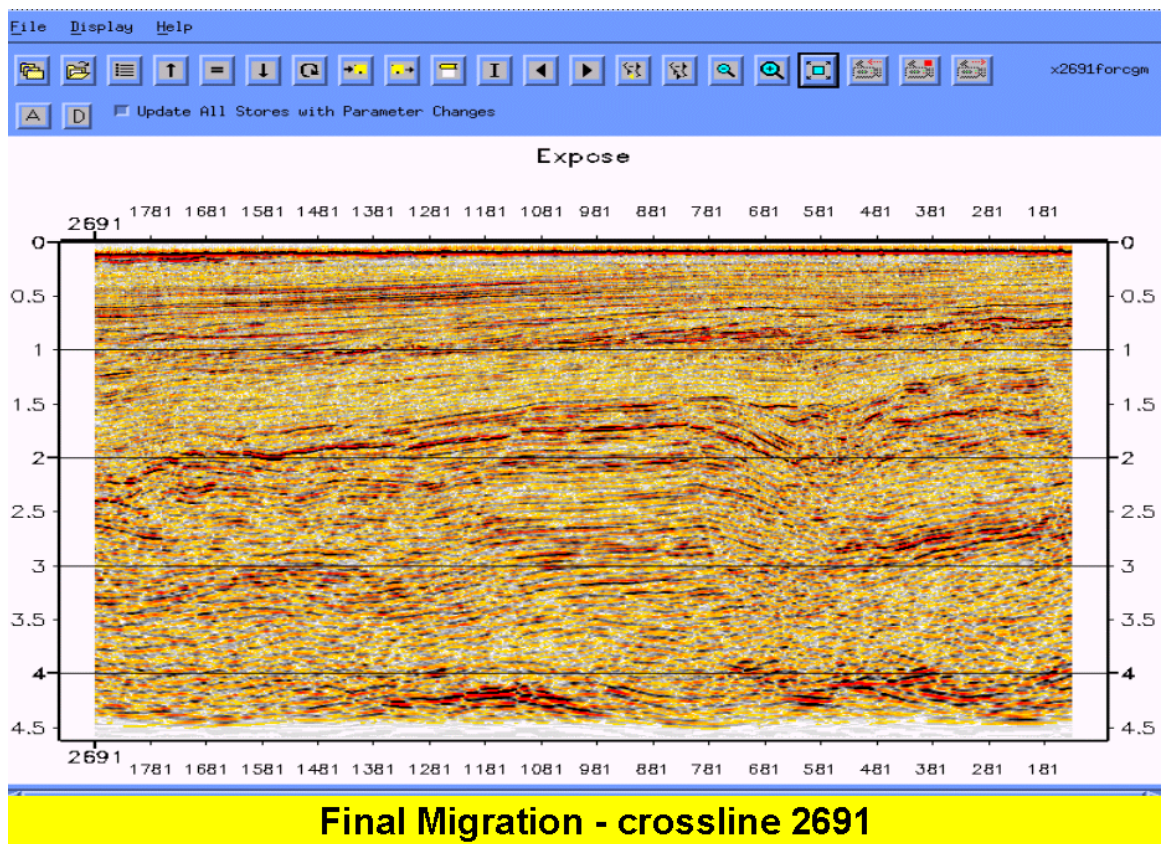 File Display Help
x2691forcgm
A D Update All Stores with Parameter Changes
Expose
2691 1781 1681 1581 1481 1381 1281 1181 1081 981 881 781 681 581 481 381 281 181
0 0
0.5 0.5
1 1
1.5 1.5
2 2
2.5 2.5
3 3
3.5 3.5
4 4
4.5 4.5
2691 1781 1681 1581 1481 1381 1281 1181 1081 981 881 781 681 581 481 381 281 181
Final Migration - crossline 2691